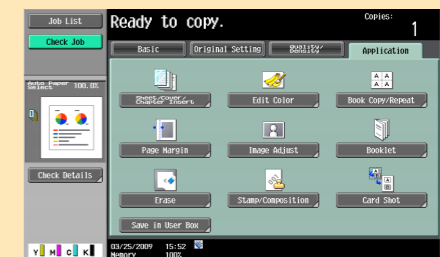 Job List
Ready to copy.
Copies:
1
Check Job
Basic
Original Setting
Quality/
Density
Application
Auto Paper
Select
100.0%
Sheet/Cover/
Chapter Insert
Edit Color
Book Copy/Repeat
Page Margin
Image Adjust
Booklet
Check Details
Erase
Stamp/Composition
Card Shot
Save in User Box
03/25/2009 15:52
Memory 100%
Y M C K